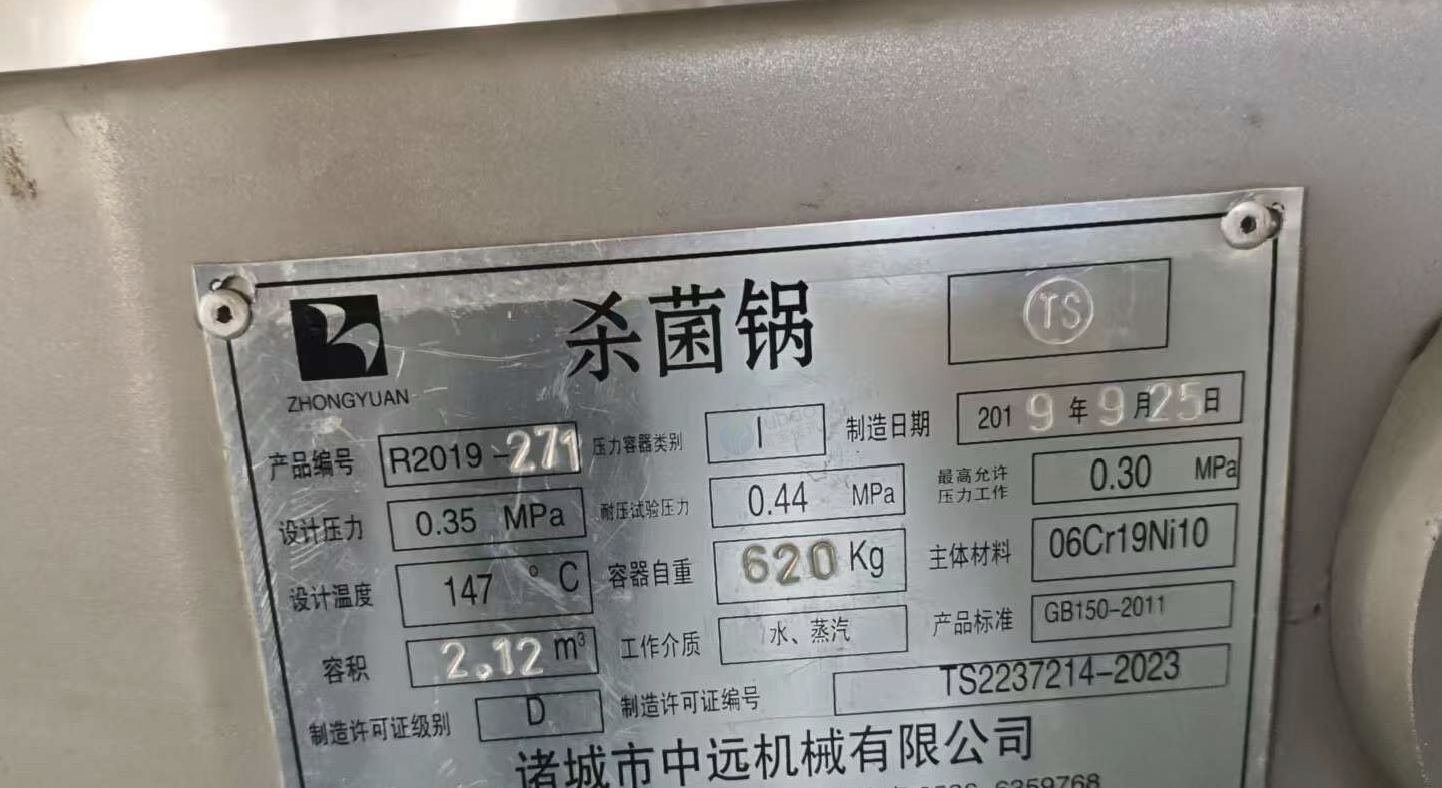 杀菌锅
TS
ZHONGYUAN
产品编号 R2019-271 压力容器类别 I 制造日期 2019年9月25日
设计压力 0.35 MPa 耐压试验压力 0.44 MPa 最高允许压力工作 0.30 MPa
设计温度 147 °C 容器自重 620 Kg 主体材料 06Cr19Ni10
容积 2.12 m³ 工作介质 水、蒸汽 产品标准 GB150-2011
制造许可证级别 D 制造许可证编号 TS2237214-2023
诸城市中远机械有限公司
6359768